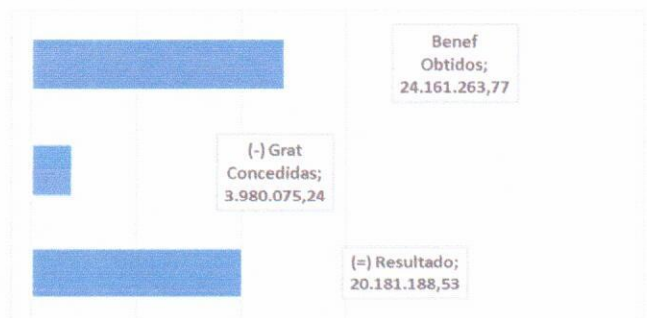 Benef
Obtidos;
24.161.263,77
(-) Grat
Concedidas;
3.980.075,24
(=) Resultado;
20.181.188,53